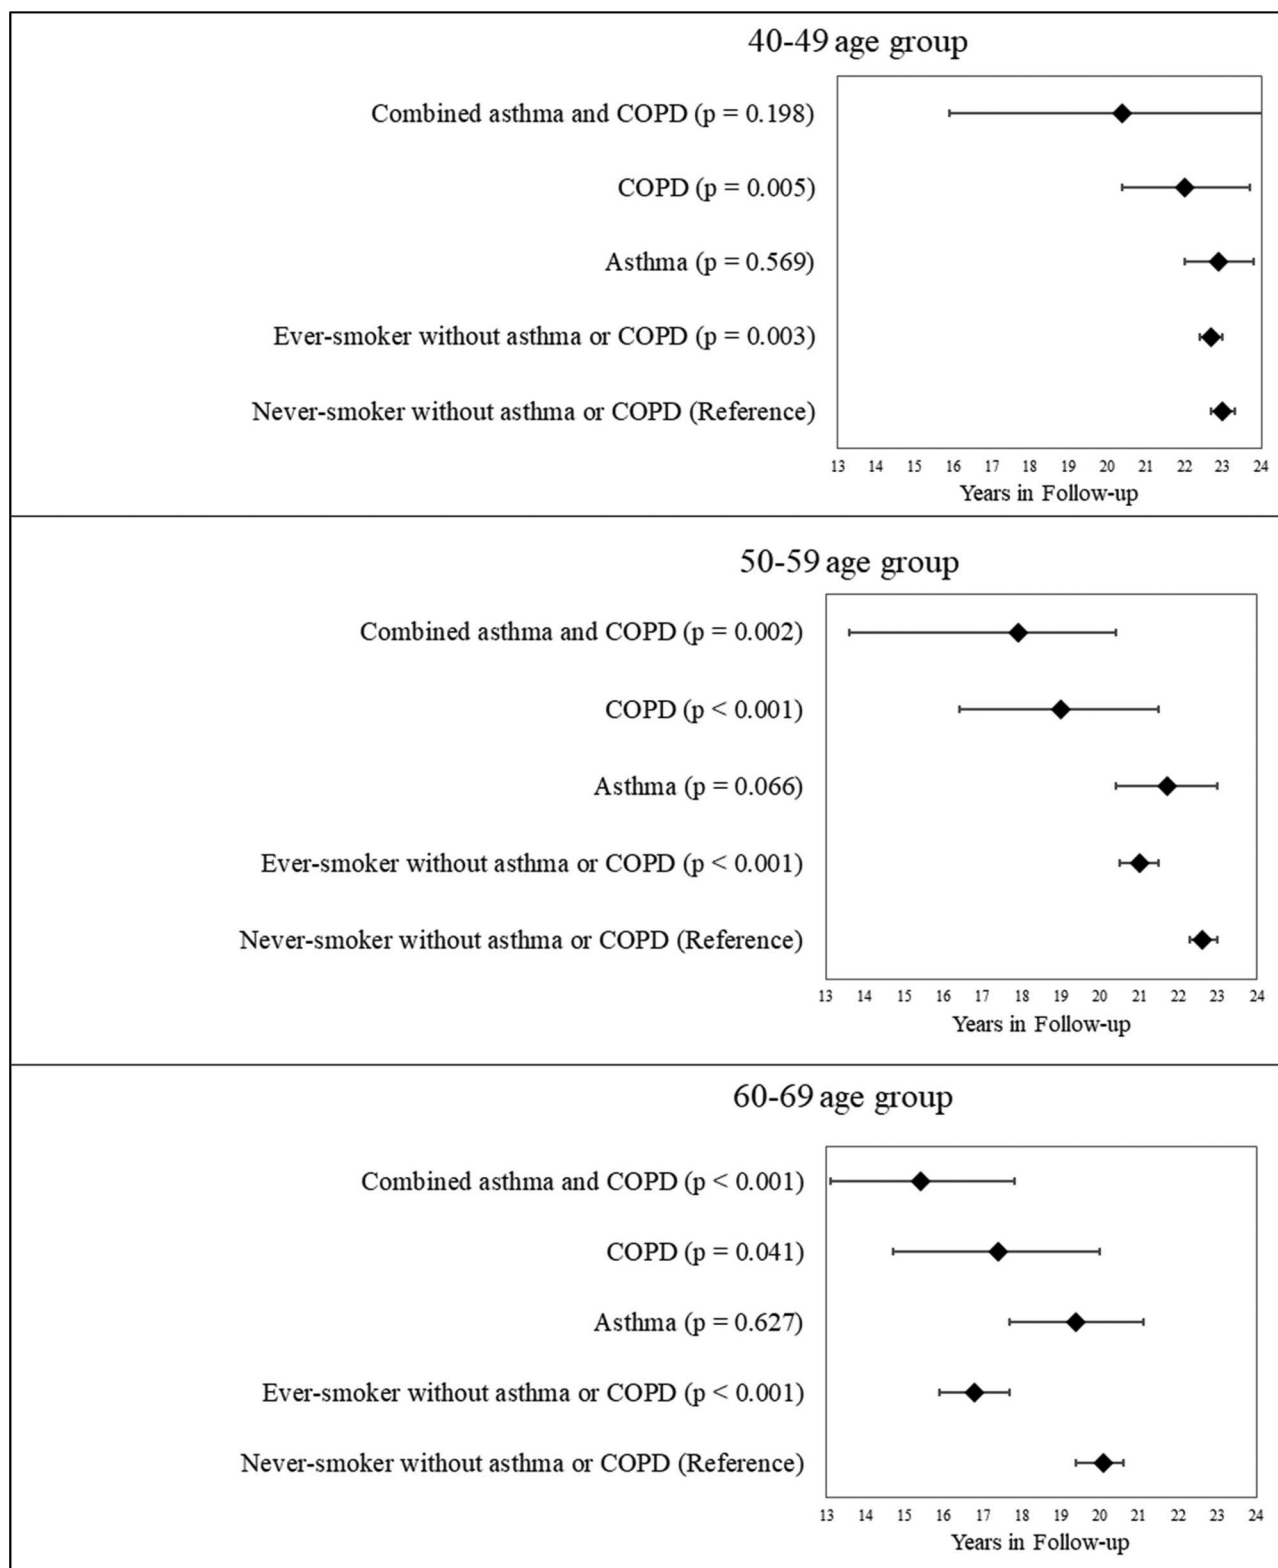 40-49 age group
Combined asthma and COPD (p = 0.198)
COPD (p = 0.005)
Asthma (p = 0.569)
Ever-smoker without asthma or COPD (p = 0.003)
Never-smoker without asthma or COPD (Reference)
13 14 15 16 17 18 19 20 21 22 23 24
Years in Follow-up
50-59 age group
Combined asthma and COPD (p = 0.002)
COPD (p < 0.001)
Asthma (p = 0.066)
Ever-smoker without asthma or COPD (p < 0.001)
Never-smoker without asthma or COPD (Reference)
13 14 15 16 17 18 19 20 21 22 23 24
Years in Follow-up
60-69 age group
Combined asthma and COPD (p < 0.001)
COPD (p = 0.041)
Asthma (p = 0.627)
Ever-smoker without asthma or COPD (p < 0.001)
Never-smoker without asthma or COPD (Reference)
13 14 15 16 17 18 19 20 21 22 23 24
Years in Follow-up